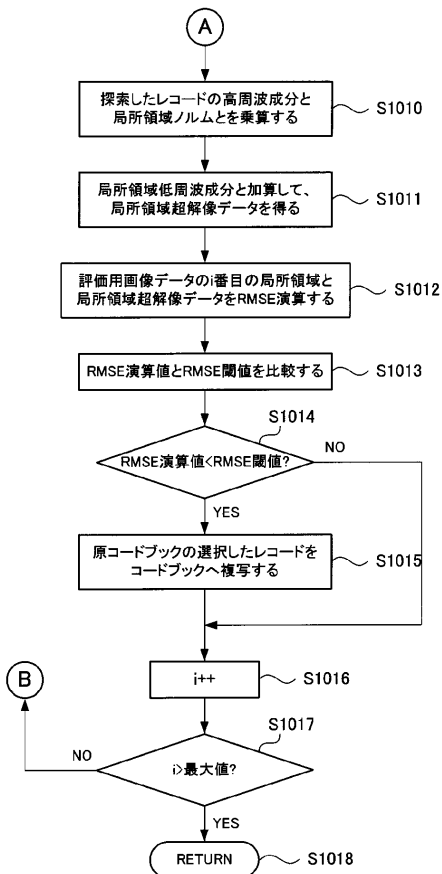 A
探索したレコードの高周波成分と
局所領域ノルムとを乗算する
S1010
局所領域低周波成分と加算して、
局所領域超解像データを得る
S1011
評価用画像データのi番目の局所領域と
局所領域超解像データをRMSE演算する
S1012
RMSE演算値とRMSE閾値を比較する
S1013
S1014
RMSE演算値<RMSE閾値?
NO
YES
原コードブックの選択したレコードを
コードブックへ複写する
S1015
i++
S1016
B
S1017
NO
i>最大値?
YES
RETURN
S1018